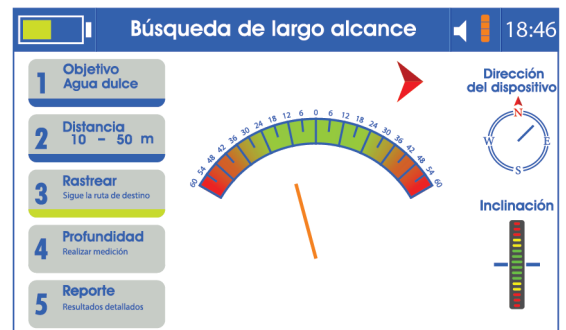 Búsqueda de largo alcance
18:46
1 Objetivo
Agua dulce
2 Distancia
10 - 50 m
3 Rastrear
Sigue la ruta de destino
4 Profundidad
Realizar medición
5 Reporte
Resultados detallados
60 54 48 42 36 30 24 18 12 6 0 6 12 18 24 30 36 42 48 54 60
Dirección
del dispositivo
N
W E
S
Inclinación